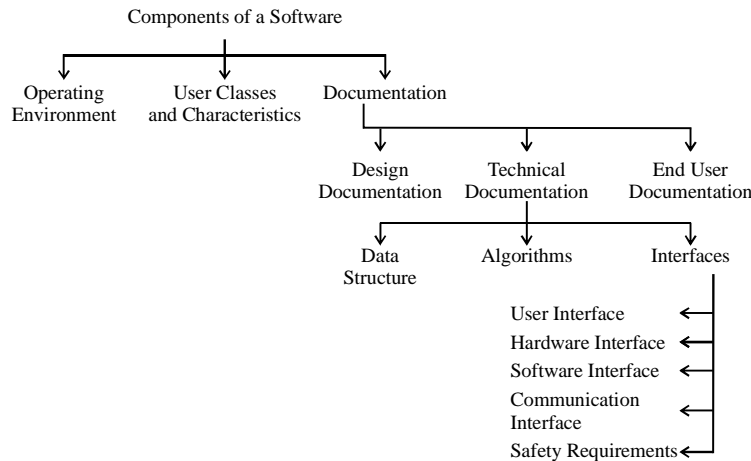 Components of a Software
Operating
Environment
User Classes
and Characteristics
Documentation
Design
Documentation
Technical
Documentation
End User
Documentation
Data
Structure
Algorithms
Interfaces
User Interface
Hardware Interface
Software Interface
Communication
Interface
Safety Requirements